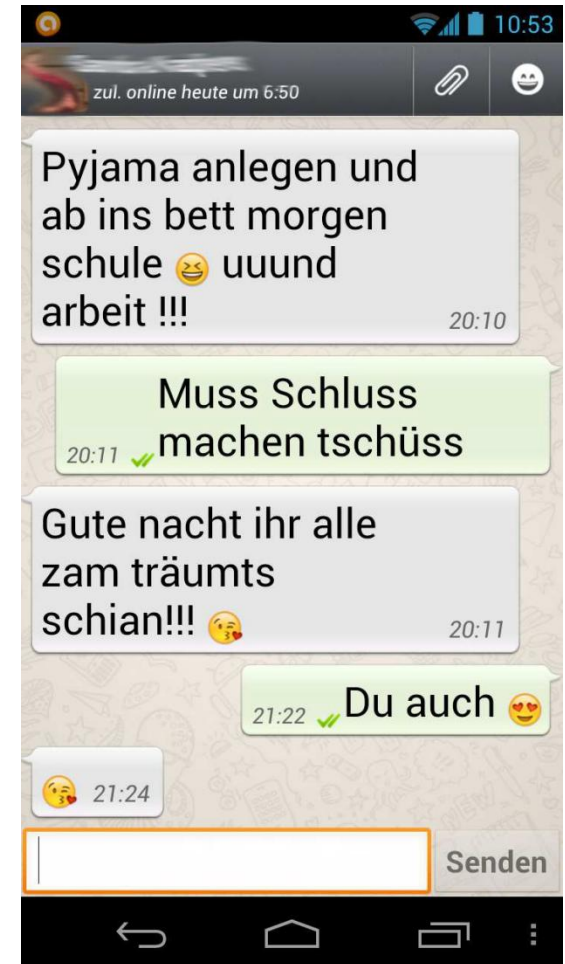 10:53
zul. online heute um 6:50
Pyjama anlegen und
ab ins bett morgen
schule 😆 uuund
arbeit !!!
20:10
Muss Schluss
machen tschüss
20:11
Gute nacht ihr alle
zam träumts
schian!!! 😘
20:11
Du auch 😍
21:22
😘 21:24
Senden